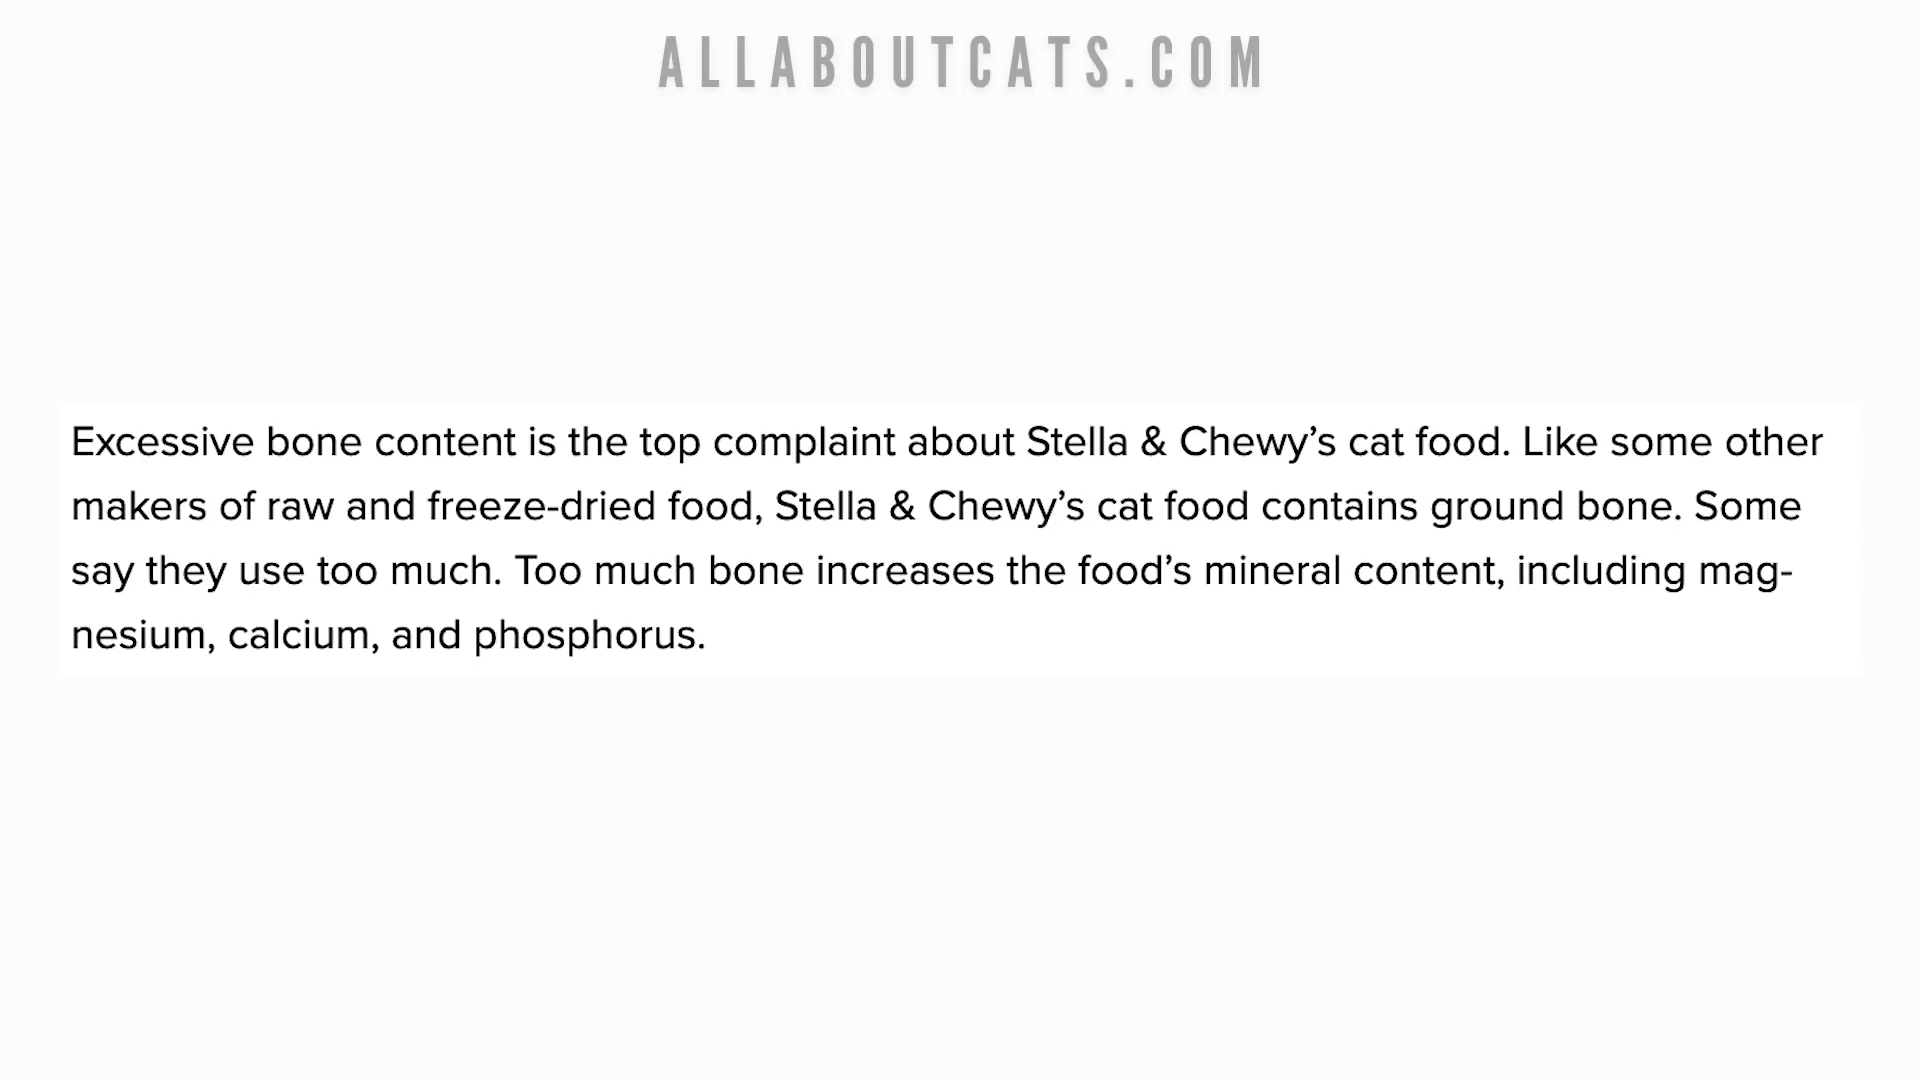 ALLABOUTCATS.COM
Excessive bone content is the top complaint about Stella & Chewy’s cat food. Like some other
makers of raw and freeze-dried food, Stella & Chewy’s cat food contains ground bone. Some
say they use too much. Too much bone increases the food’s mineral content, including mag-
nesium, calcium, and phosphorus.